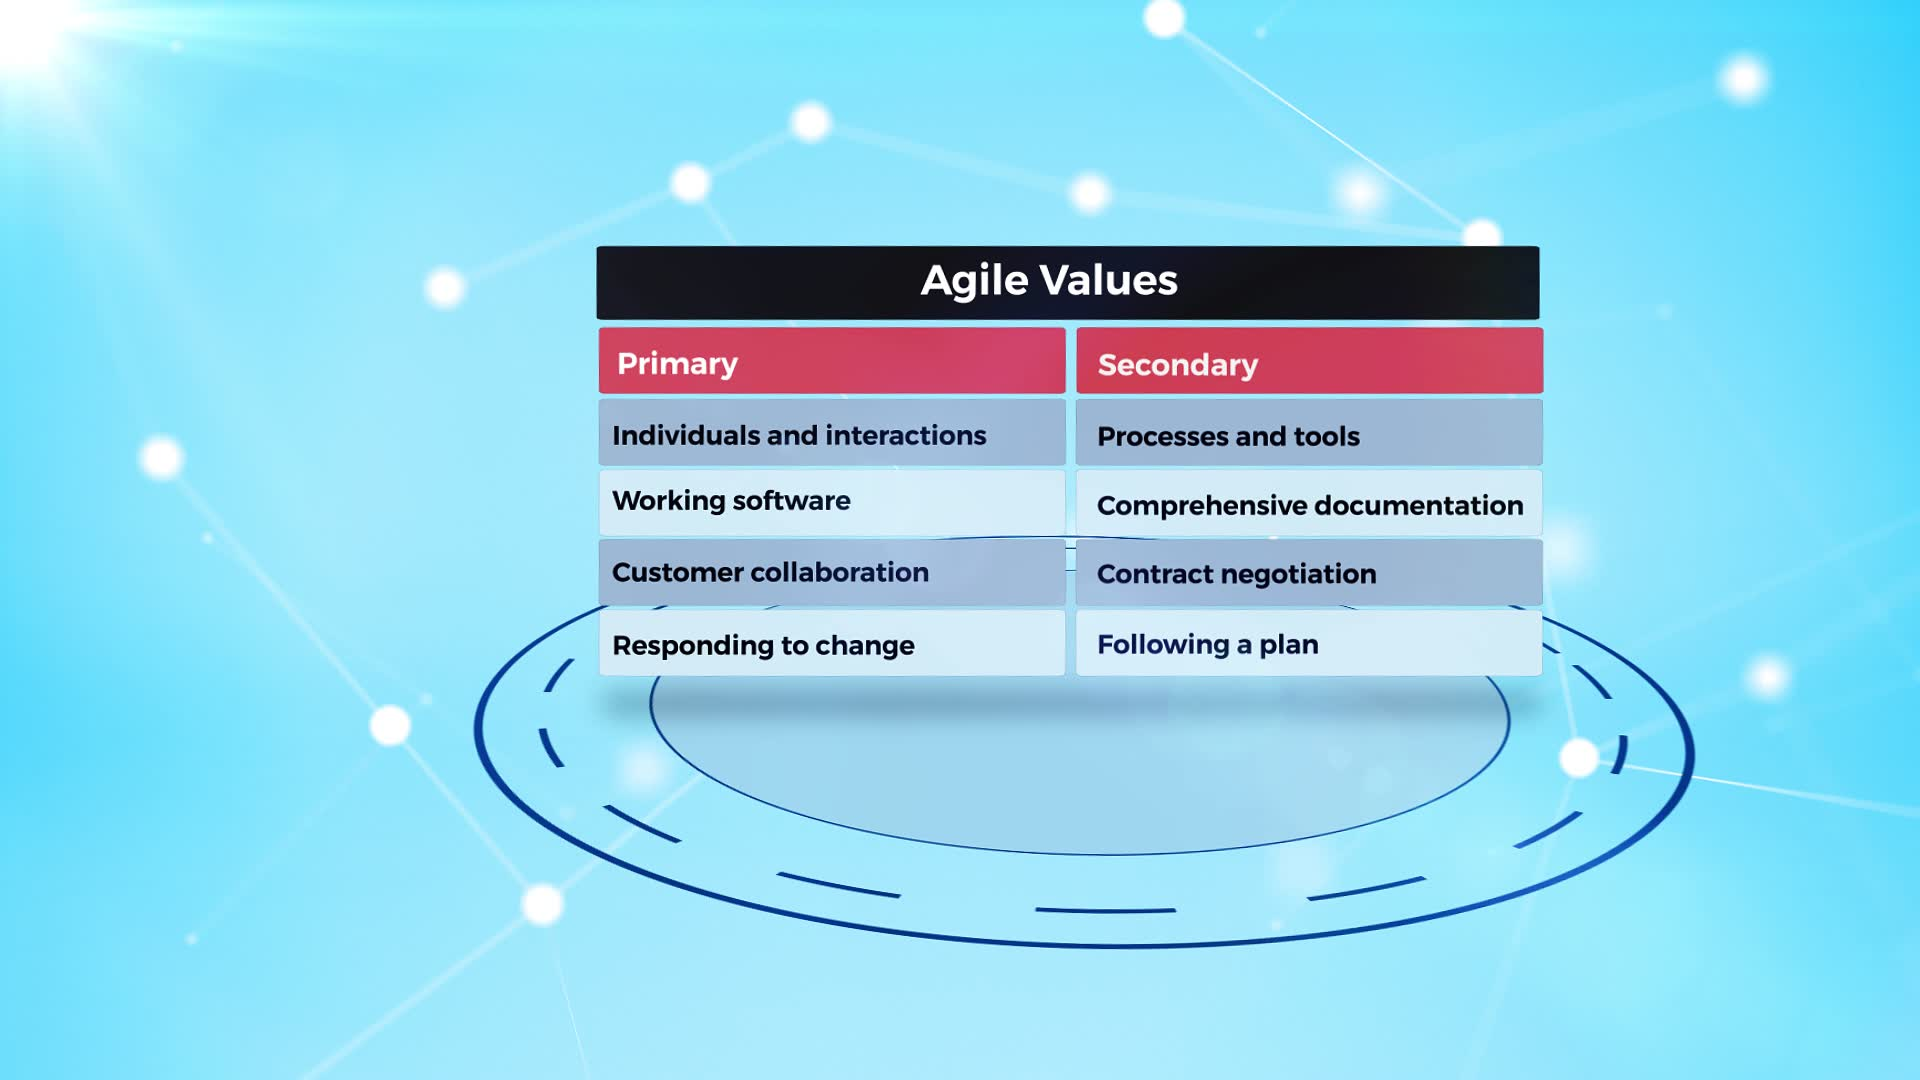 Agile Values
Primary
Secondary
Individuals and interactions
Processes and tools
Working software
Comprehensive documentation
Customer collaboration
Contract negotiation
Responding to change
Following a plan